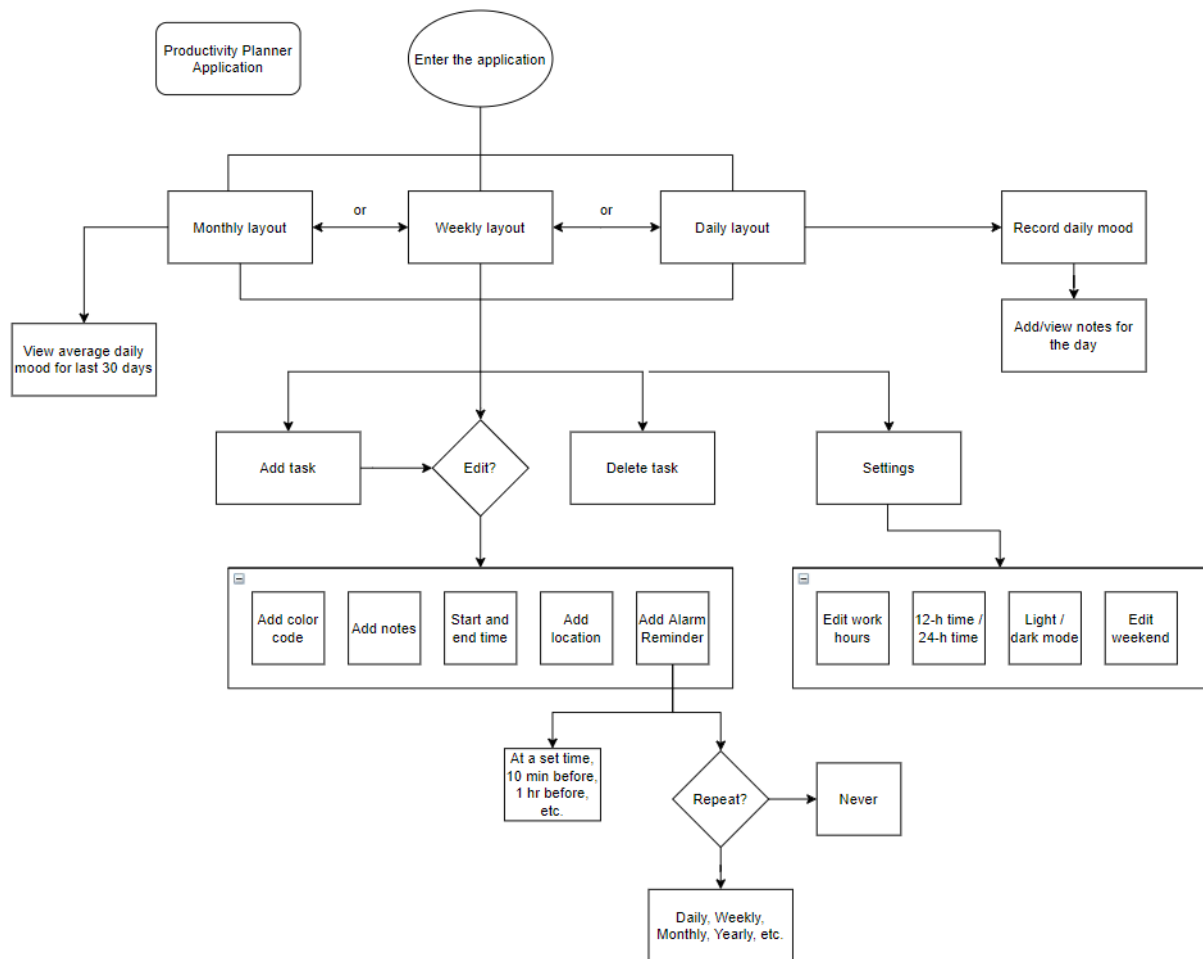 Productivity Planner
Application
Enter the application
Monthly layout
or
Weekly layout
or
Daily layout
Record daily mood
View average daily
mood for last 30 days
Add/view notes for
the day
Add task
Edit?
Delete task
Settings
Add color
code
Add notes
Start and
end time
Add
location
Add Alarm
Reminder
Edit work
hours
12-h time /
24-h time
Light /
dark mode
Edit
weekend
At a set time,
10 min before,
1 hr before,
etc.
Repeat?
Never
Daily, Weekly,
Monthly, Yearly, etc.